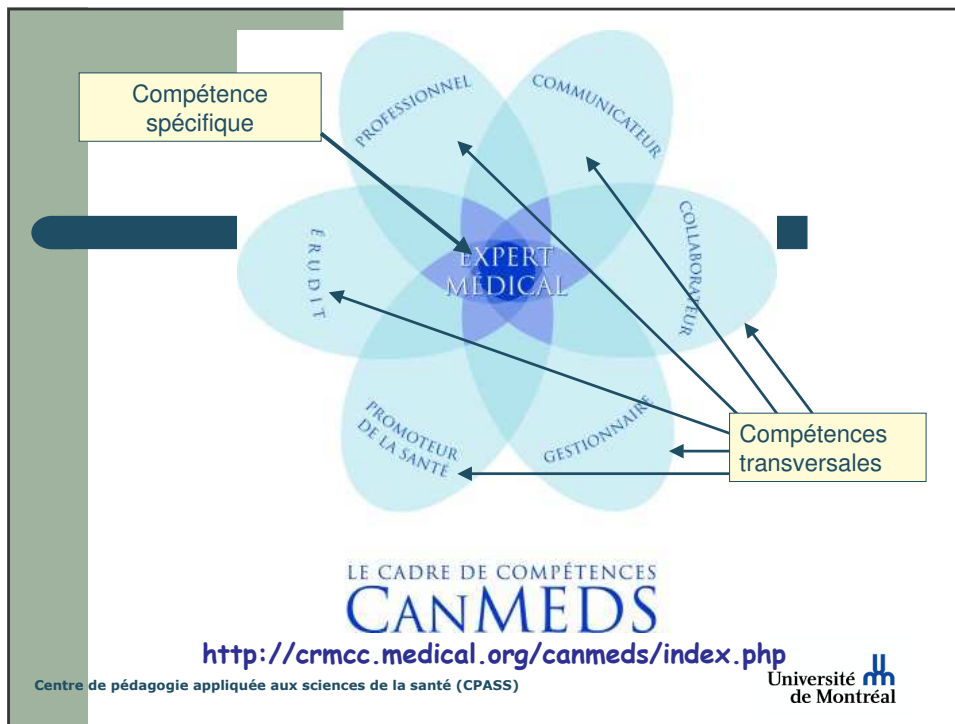 Compétence
spécifique
PROFESSIONNEL
COMMUNICATEUR
ÉRUDIT
EXPERT
MÉDICAL
COLLABORATEUR
PROMOTEUR
DE LA SANTÉ
GESTIONNAIRE
Compétences
transversales
LE CADRE DE COMPÉTENCES
CANMEDS
http://crmcc.medical.org/canmeds/index.php
Centre de pédagogie appliquée aux sciences de la santé (CPASS)
Université
de Montréal